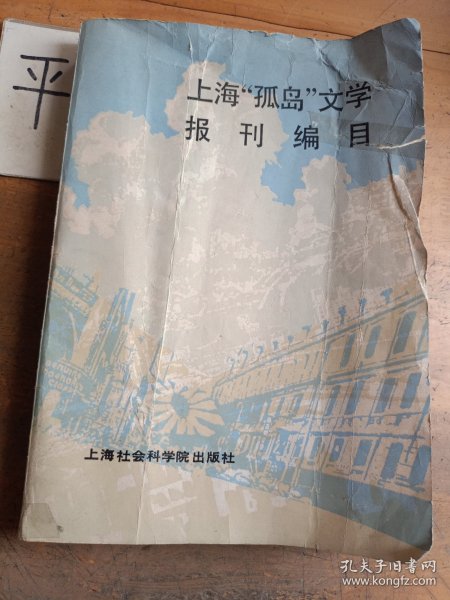 平
上海“孤岛”文学
报刊编目
上海社会科学院出版社
孔夫子旧书网
www.kongfz.com